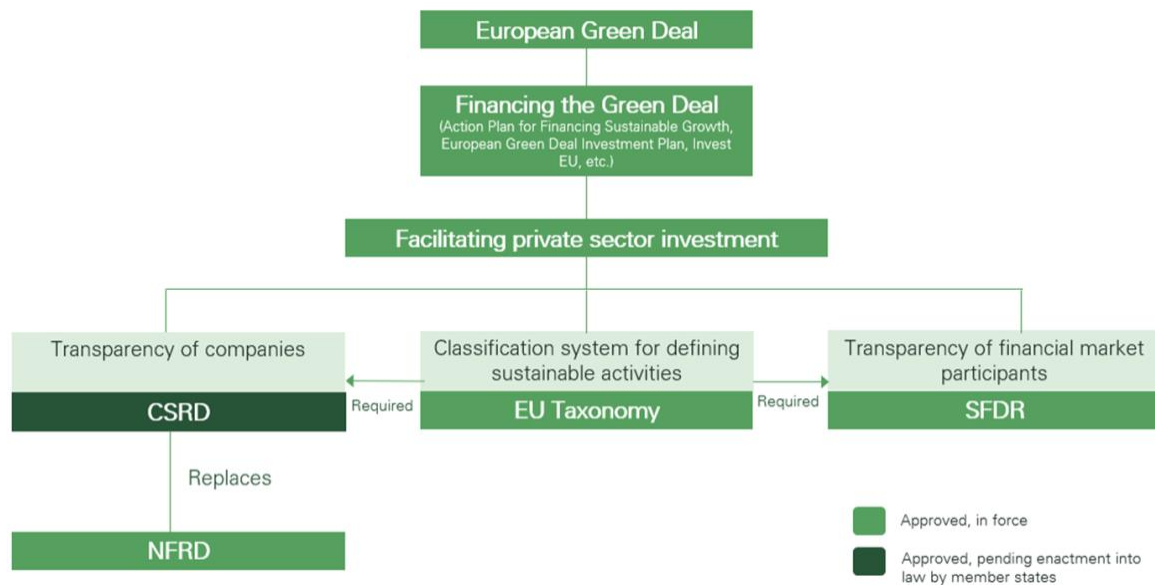 European Green Deal
Financing the Green Deal
(Action Plan for Financing Sustainable Growth,
European Green Deal Investment Plan, Invest
EU, etc.)
Facilitating private sector investment
Transparency of companies
CSRD
Required
Classification system for defining
sustainable activities
EU Taxonomy
Required
Transparency of financial market
participants
SFDR
Replaces
NFRD
Approved, in force
Approved, pending enactment into
law by member states